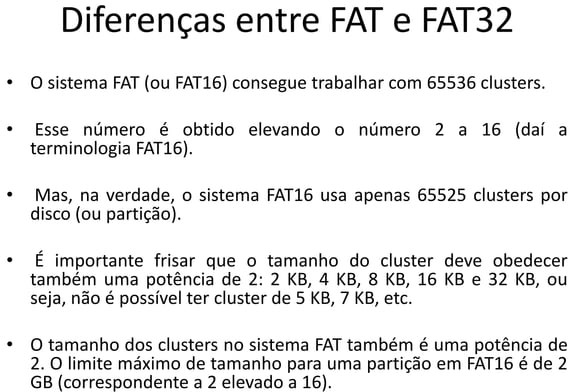 Diferenças entre FAT e FAT32
• O sistema FAT (ou FAT16) consegue trabalhar com 65536 clusters.
• Esse número é obtido elevando o número 2 a 16 (daí a
terminologia FAT16).
• Mas, na verdade, o sistema FAT16 usa apenas 65525 clusters por
disco (ou partição).
• É importante frisar que o tamanho do cluster deve obedecer
também uma potência de 2: 2 KB, 4 KB, 8 KB, 16 KB e 32 KB, ou
seja, não é possível ter cluster de 5 KB, 7 KB, etc.
• O tamanho dos clusters no sistema FAT também é uma potência de
2. O limite máximo de tamanho para uma partição em FAT16 é de 2
GB (correspondente a 2 elevado a 16).